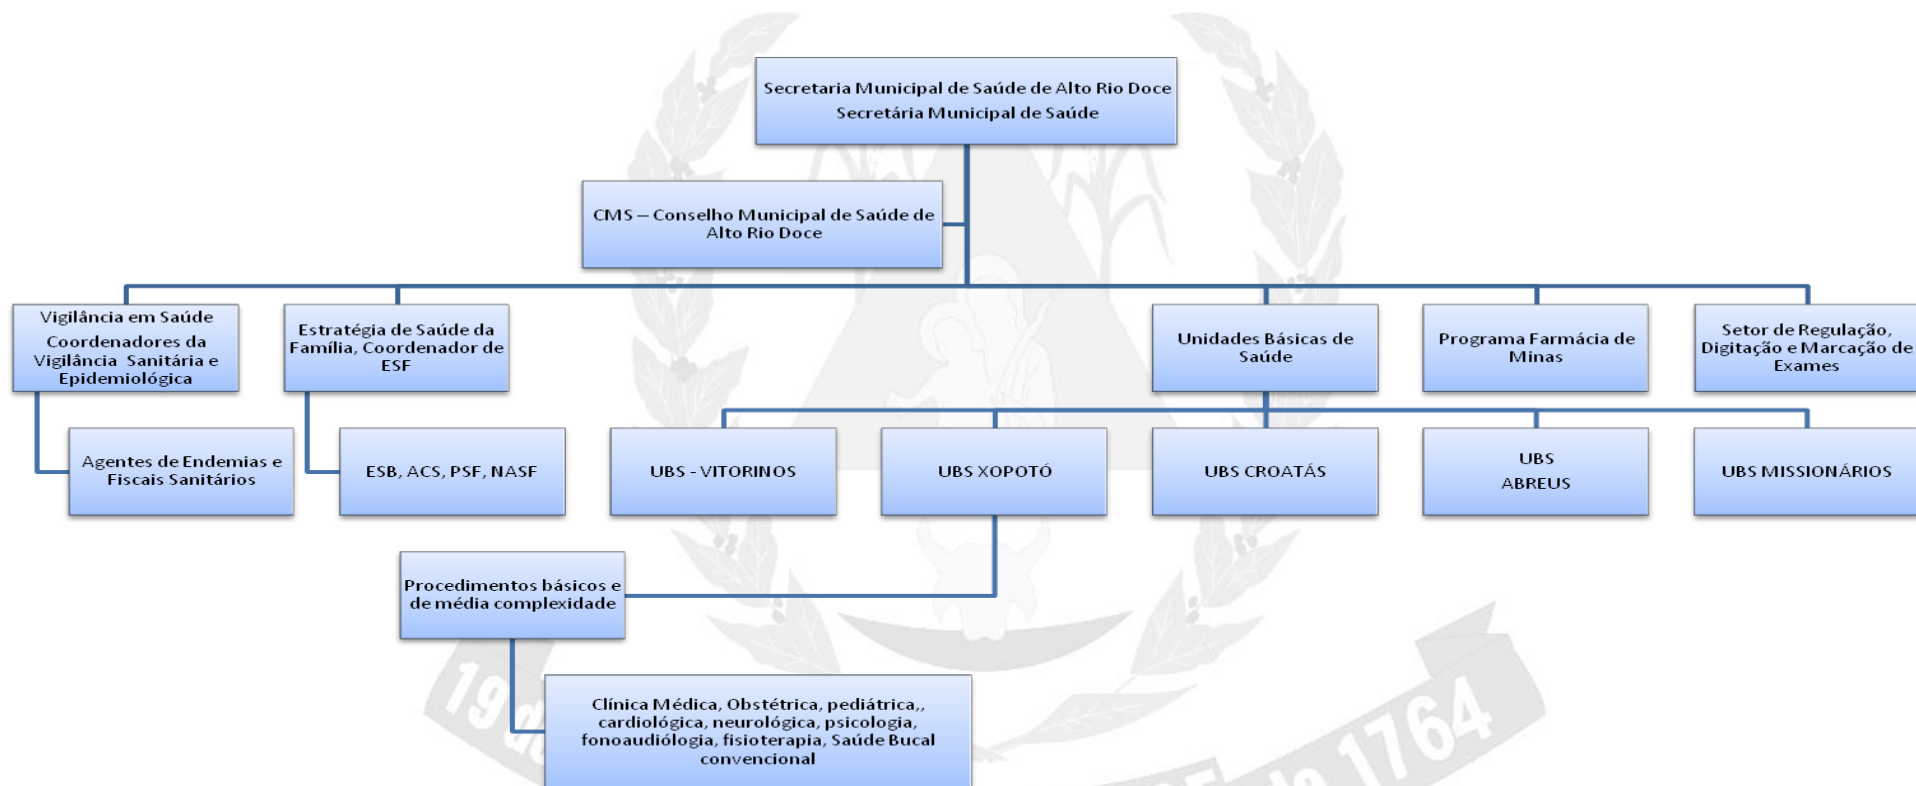 Secretaria Municipal de Saúde de Alto Rio Doce
Secretária Municipal de Saúde
CMS – Conselho Municipal de Saúde de
Alto Rio Doce
Vigilância em Saúde
Coordenadores da
Vigilância Sanitária e
Epidemiológica
Estratégia de Saúde da
Família, Coordenador de
ESF
Unidades Básicas de
Saúde
Programa Farmácia de
Minas
Setor de Regulação,
Digitação e Marcação de
Exames
Agentes de Endemias e
Fiscais Sanitários
ESB, ACS, PSF, NASF
UBS - VITORINOS
UBS XOPOTÓ
UBS CROATÁS
UBS
ABREUS
UBS MISSIONÁRIOS
Procedimentos básicos e
de média complexidade
Clínica Médica, Obstétrica, pediátrica,,
cardiológica, neurológica, psicologia,
fonoaudióloga, fisioterapia, Saúde Bucal
convencional
19 de
de 1764